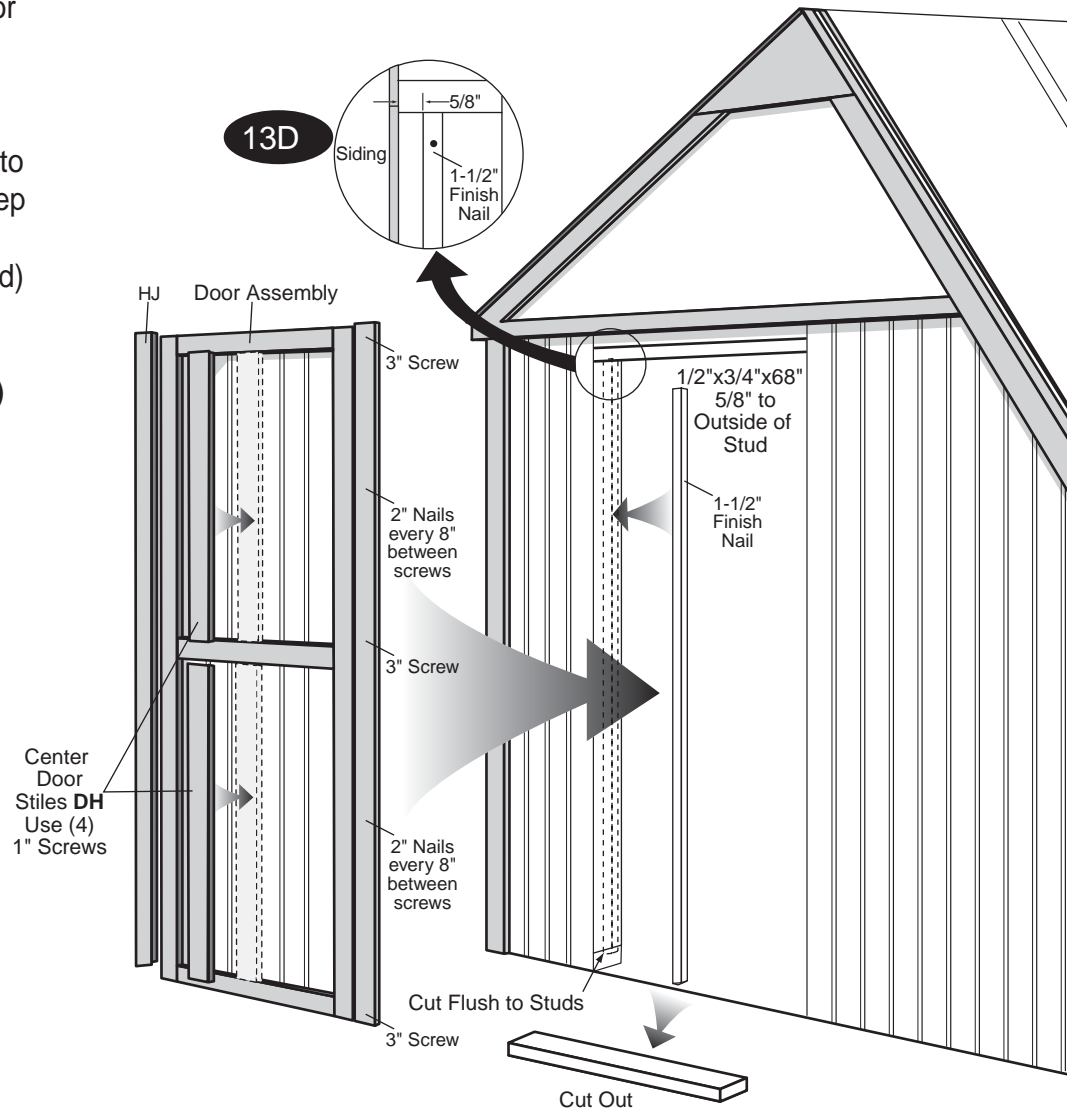 or
to
ep
d)
)
13D
5/8"
Siding
1-1/2"
Finish
Nail
HJ
Door Assembly
3" Screw
1/2"x3/4"x68"
5/8" to
Outside of
Stud
1-1/2"
Finish
Nail
2" Nails
every 8"
between
screws
3" Screw
Center
Door
Stiles DH
Use (4)
1" Screws
2" Nails
every 8"
between
screws
Cut Flush to Studs
3" Screw
Cut Out